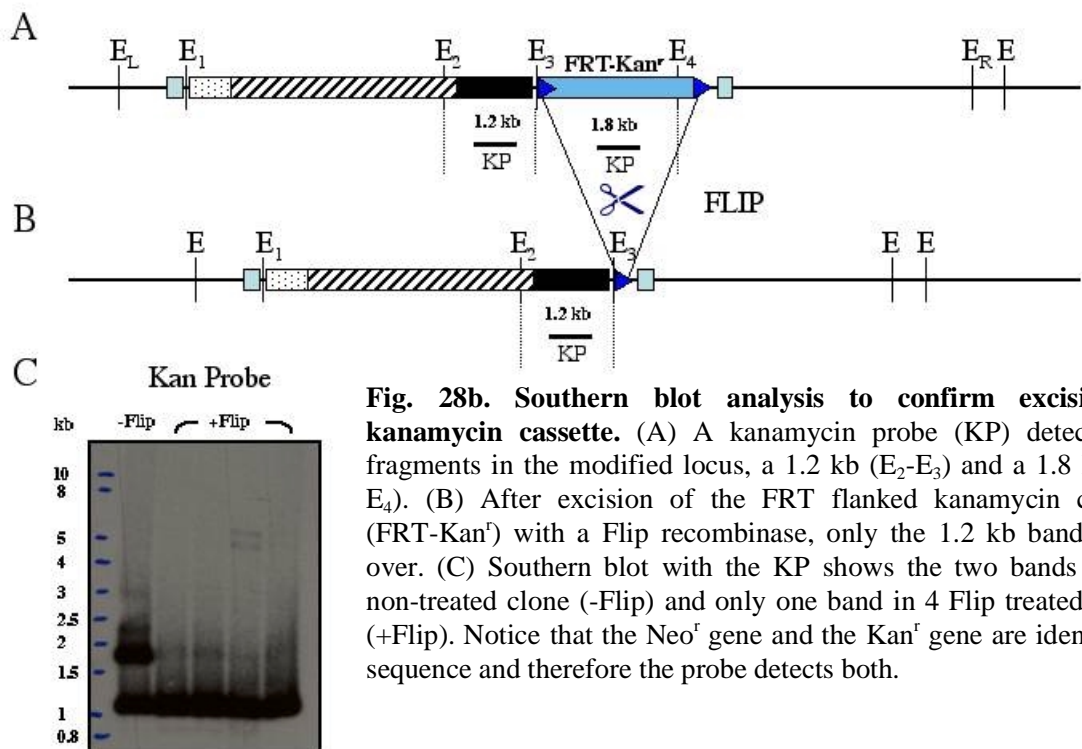 A
E_L E_1 E_2 E_3 FRT-Kan^r E_4 E_R E
1.2 kb 1.8 kb
KP KP
FLIP
B
E E_1 E_2 E_3 E E
1.2 kb
KP
C
Kan Probe
kb -Flip +Flip
10
8
5
4
3
2.5
2
1.5
1
0.8
Fig. 28b. Southern blot analysis to confirm excisi
kanamycin cassette. (A) A kanamycin probe (KP) detec
fragments in the modified locus, a 1.2 kb (E_2-E_3) and a 1.8
E_4). (B) After excision of the FRT flanked kanamycin c
(FRT-Kan^r) with a Flip recombinase, only the 1.2 kb band
over. (C) Southern blot with the KP shows the two bands
non-treated clone (-Flip) and only one band in 4 Flip treated
(+Flip). Notice that the Neo^r gene and the Kan^r gene are iden
sequence and therefore the probe detects both.